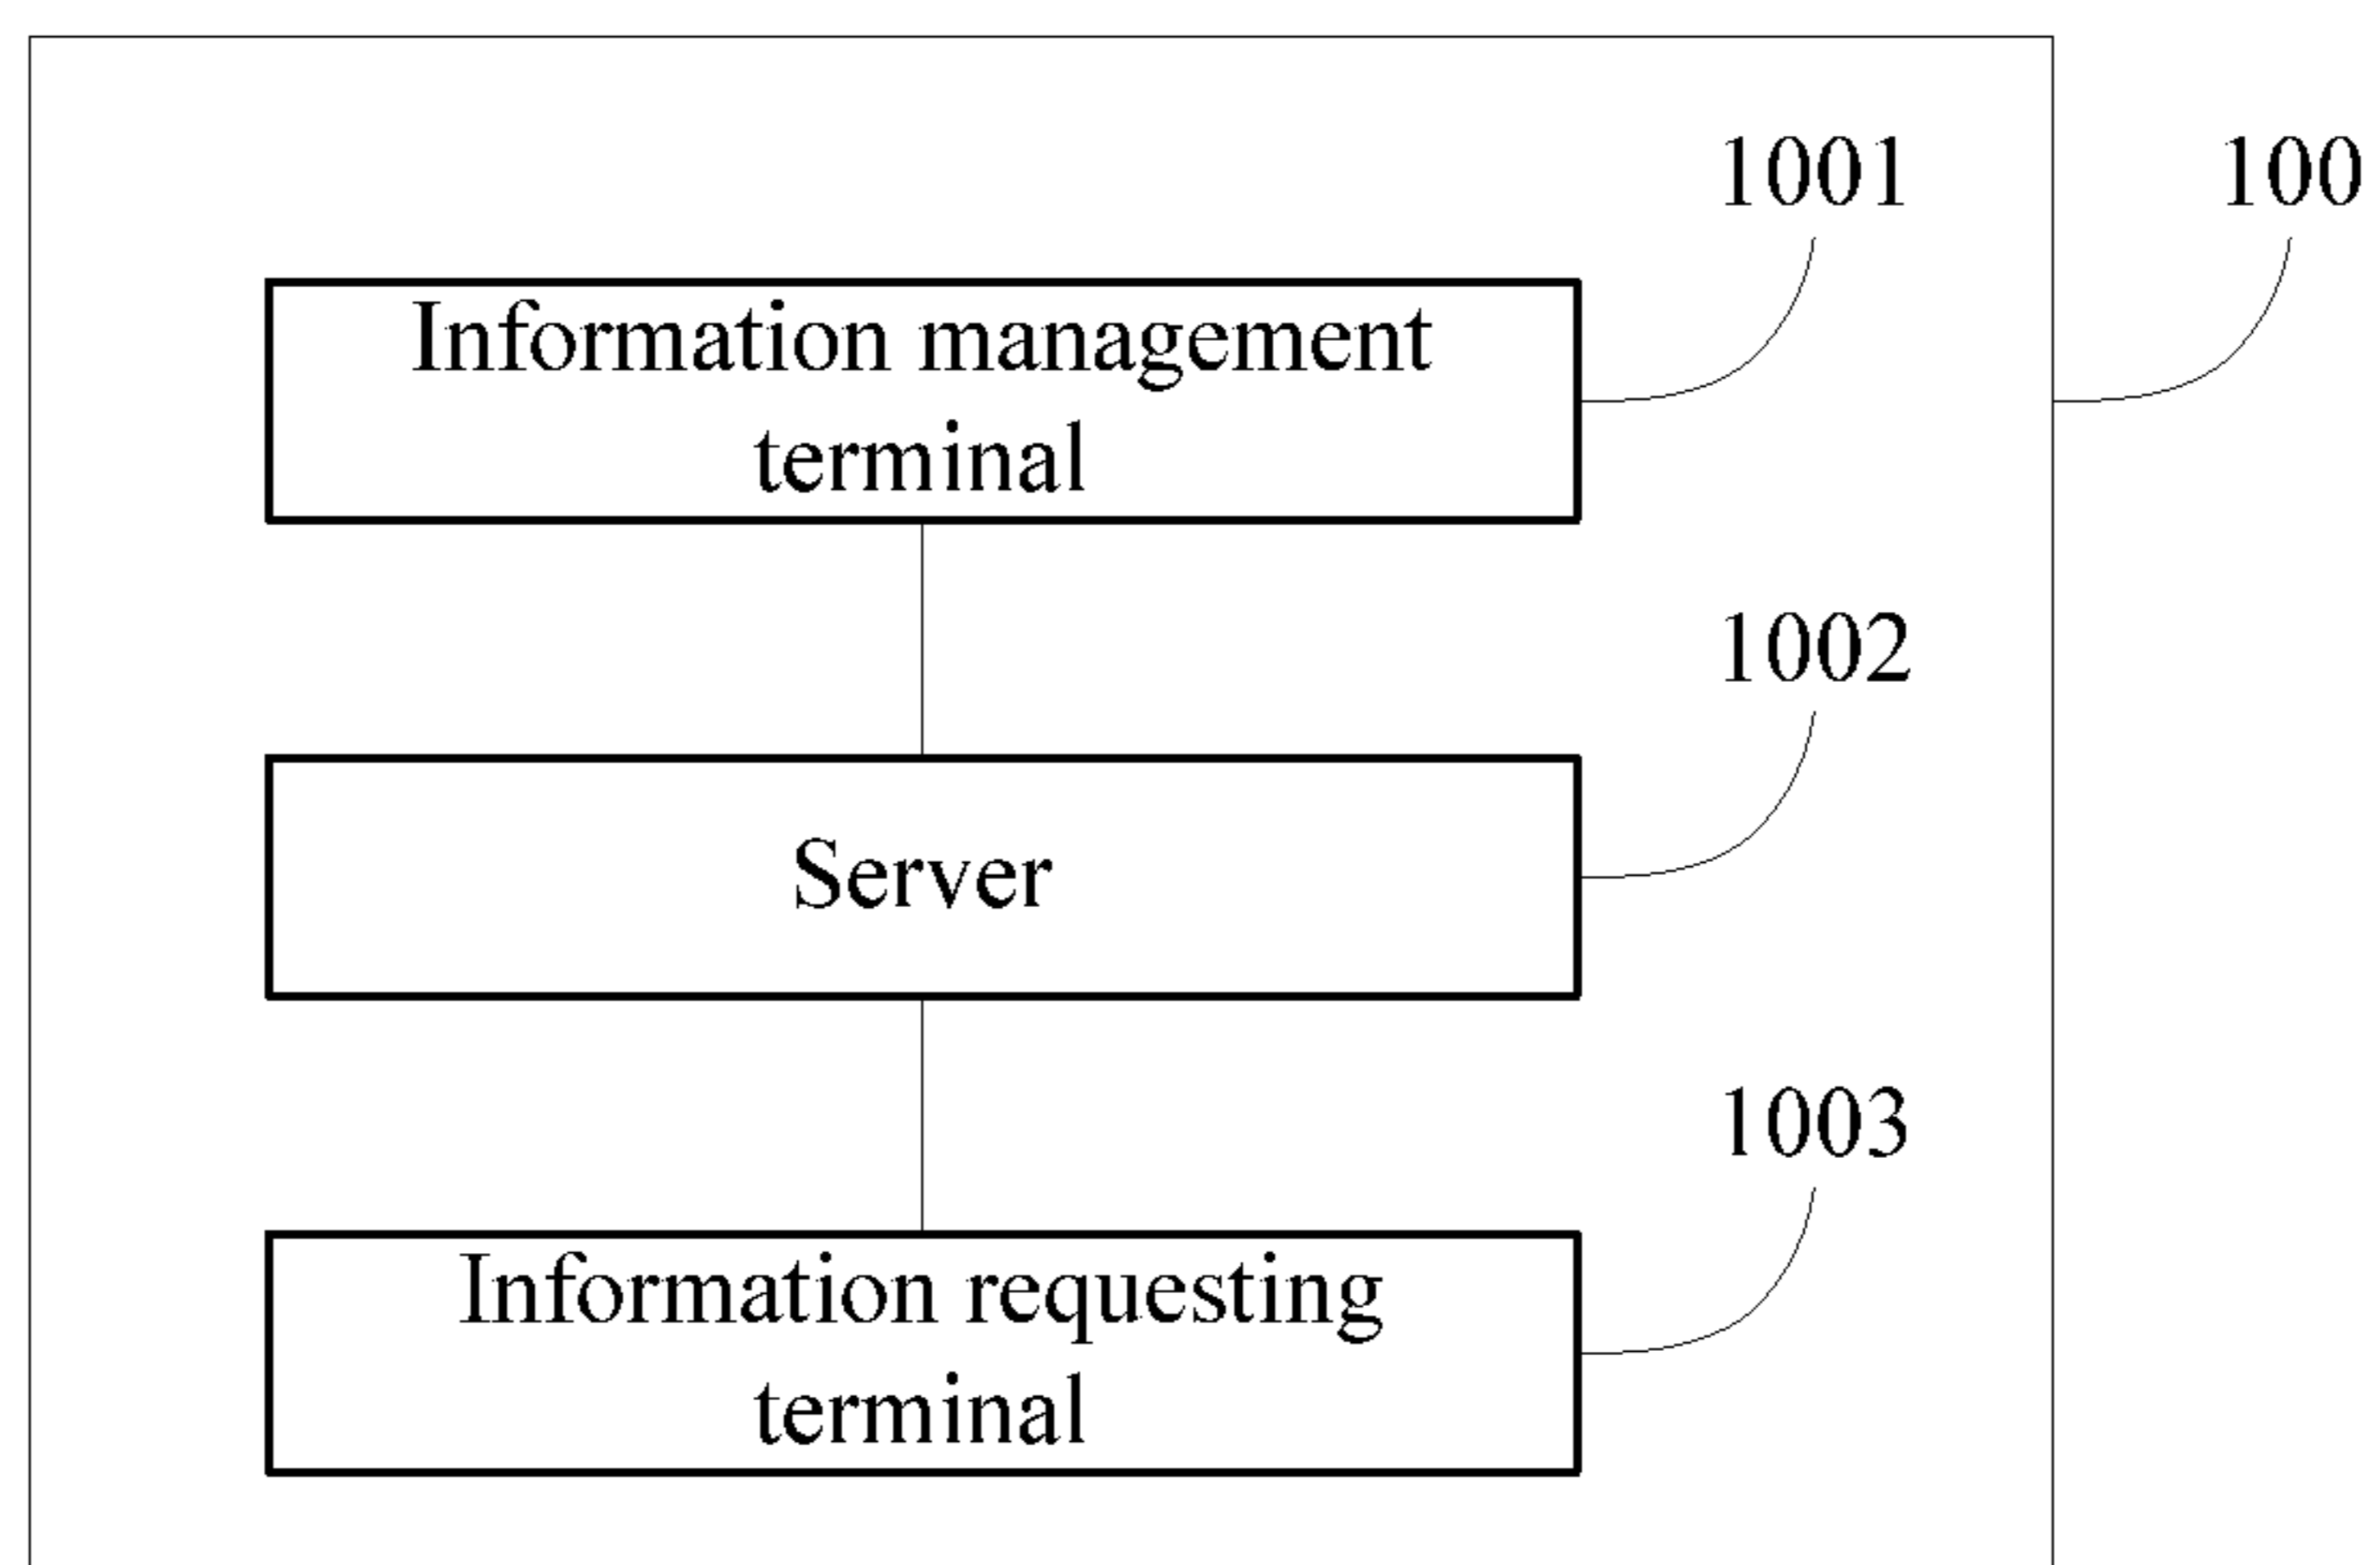 1001
100
Information management
terminal
1002
Server
1003
Information requesting
terminal